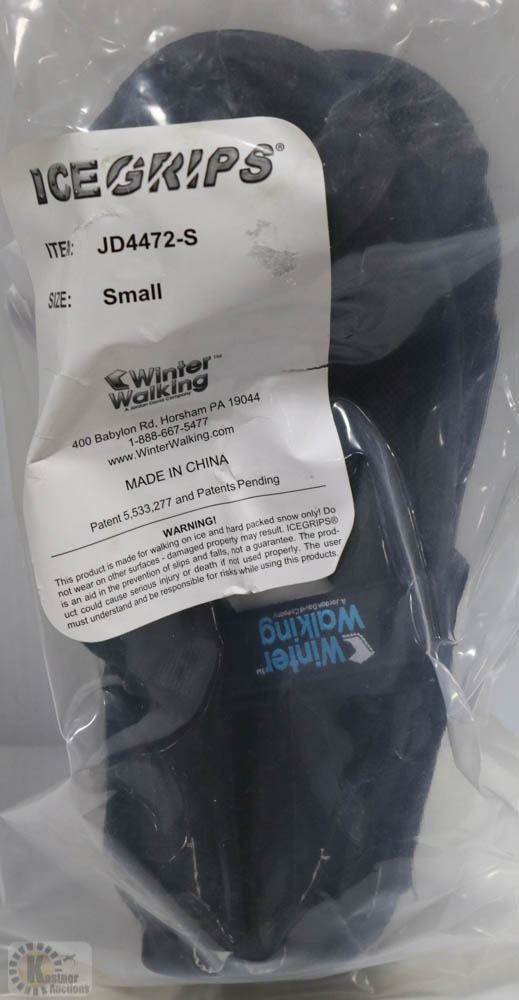 ICEGRIPS®
ITEM: JD4472-S
SIZE: Small
Winter™
Walking
A Jordan David Company
400 Babylon Rd, Horsham PA 19044
1-888-667-5477
www.WinterWalking.com
MADE IN CHINA
Patent 5,533,277 and Patents Pending
WARNING!
This product is made for walking on ice and hard packed snow only! Do
not wear on other surfaces - damaged property may result. ICEGRIPS®
is an aid in the prevention of slips and falls, not a guarantee. The prod-
uct could cause serious injury or death if not used properly. The user
must understand and be responsible for risks while using this products.
Winter™
Walking
A Jordan David Company
Kastner
Auctions